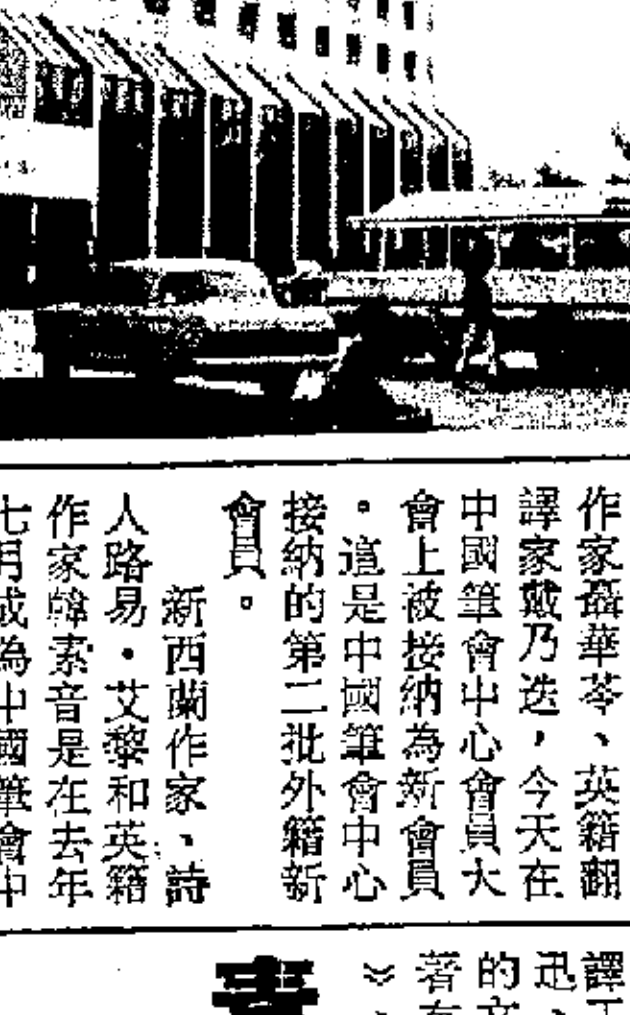 作家聶華苓、英籍翻
譯家戴乃迭，今天在
中國筆會中心會員大
會上被接納為新會員
。這是中國筆會中心
接納的第二批外籍新
會員。
新西蘭作家、詩
人路易・艾黎和英籍
作家韓素音是在去年
七月成為中國筆會中
譯
迅、
的
著
》